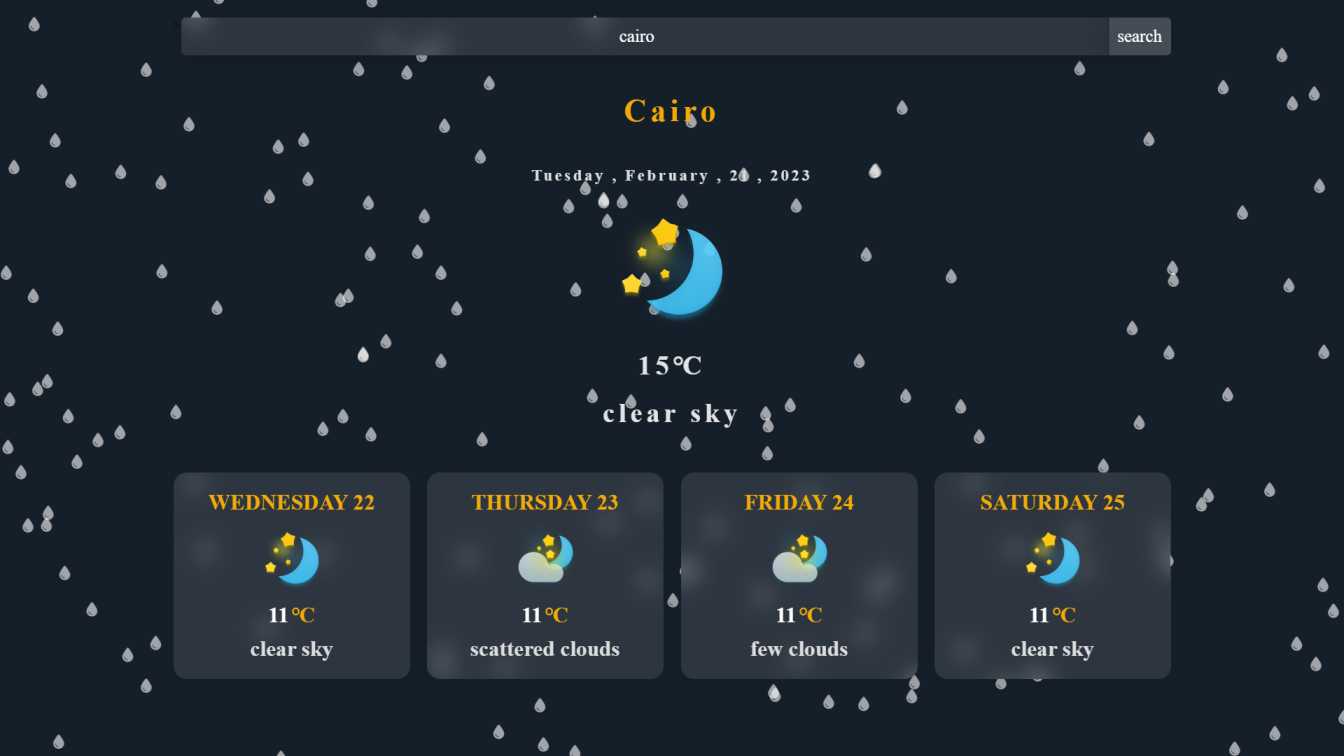 cairo search
Cairo
Tuesday , February , 21 , 2023
15℃
clear sky
WEDNESDAY 22
11℃
clear sky
THURSDAY 23
11℃
scattered clouds
FRIDAY 24
11℃
few clouds
SATURDAY 25
11℃
clear sky